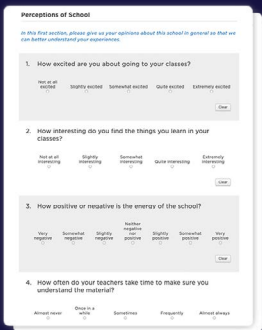 Perceptions of School
In this first section, please give us your opinions about this school in general so that we
can better understand your experiences.
1. How excited are you about going to your classes?
Not at all
excited
Slightly excited
Somewhat excited
Quite excited
Extremely excited
Clear
2. How interesting do you find the things you learn in your
classes?
Not at all
interesting
Slightly
interesting
Somewhat
interesting
Quite interesting
Extremely
interesting
Clear
3. How positive or negative is the energy of the school?
Very
negative
Somewhat
negative
Slightly
negative
Neither
negative
nor
positive
Slightly
positive
Somewhat
positive
Very
positive
Clear
4. How often do your teachers take time to make sure you
understand the material?
Almost never
Once in a
while
Sometimes
Frequently
Almost always